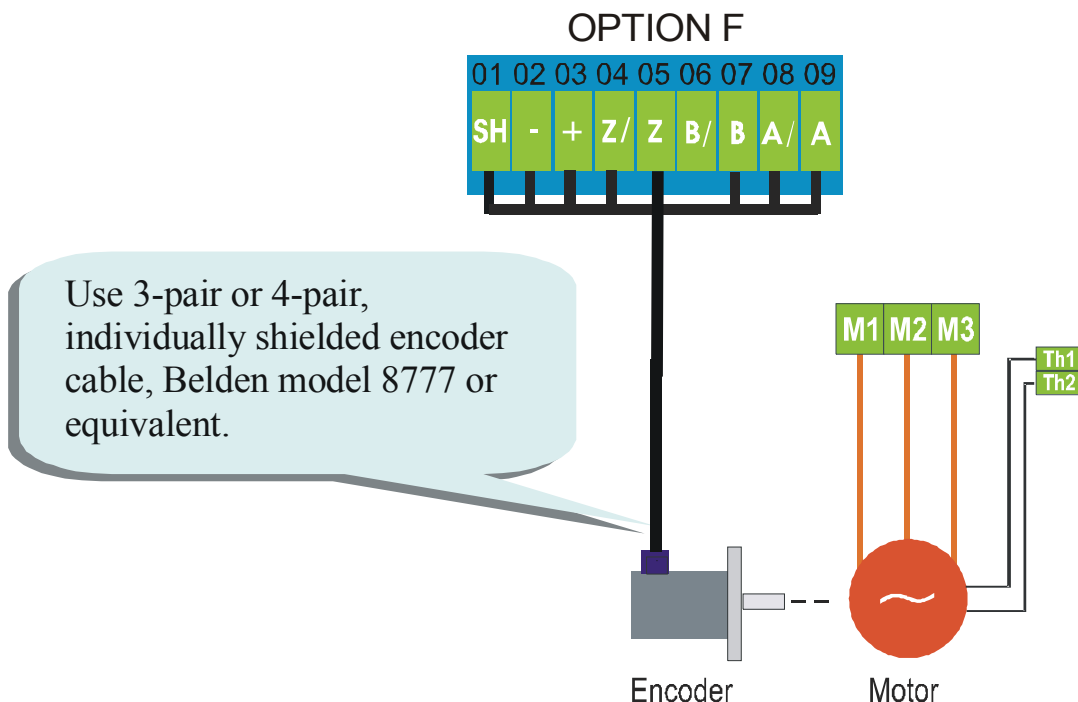 OPTION F
01 02 03 04 05 06 07 08 09
SH - + Z/ Z B/ B A/ A
Use 3-pair or 4-pair,
individually shielded encoder
cable, Belden model 8777 or
equivalent.
M1 M2 M3
Th1
Th2
Encoder
Motor